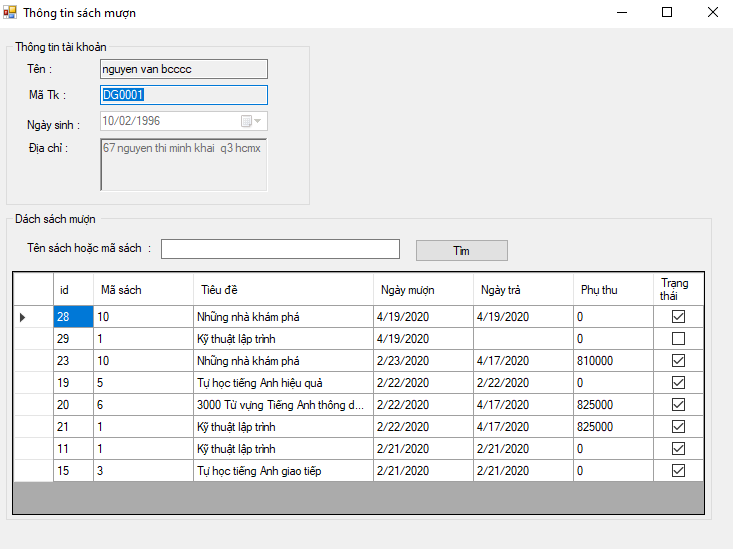 Thông tin sách mượn
Thông tin tài khoản
Tên : nguyen van bcccc
Mã Tk : DG0001
Ngày sinh : 10/02/1996
Địa chỉ : 67 nguyen thi minh khai q3 hcmx
Dách sách mượn
Tên sách hoặc mã sách : Tìm
id Mã sách Tiêu đề Ngày mượn Ngày trả Phụ thu Trạng thái
28 10 Những nhà khám phá 4/19/2020 4/19/2020 0
29 1 Kỹ thuật lập trình 4/19/2020 0
23 10 Những nhà khám phá 2/23/2020 4/17/2020 810000
19 5 Tự học tiếng Anh hiệu quả 2/22/2020 2/22/2020 0
20 6 3000 Từ vựng Tiếng Anh thông d... 2/22/2020 4/17/2020 825000
21 1 Kỹ thuật lập trình 2/22/2020 4/17/2020 825000
11 1 Kỹ thuật lập trình 2/21/2020 2/21/2020 0
15 3 Tự học tiếng Anh giao tiếp 2/21/2020 2/21/2020 0